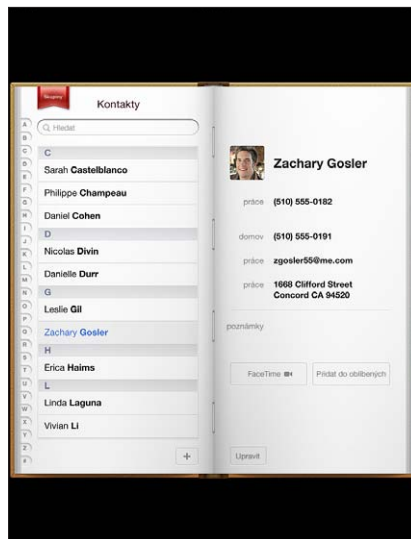 Skupiny
Kontakty
Hledat
A
B
C
D
E
F
G
H
I
J
K
L
M
N
O
P
Q
R
S
T
U
V
W
X
Y
Z
#
C
Sarah Castelblanco
Philippe Champeau
Daniel Cohen
D
Nicolas Divin
Danielle Durr
G
Leslie Gil
Zachary Gosler
H
Erica Haims
L
Linda Laguna
Vivian Li
+
Zachary Gosler
práce (510) 555-0182
domov (510) 555-0191
práce zgosler55@me.com
práce 1668 Clifford Street
Concord CA 94520
poznámky
FaceTime Přidat do oblíbených
Upravit